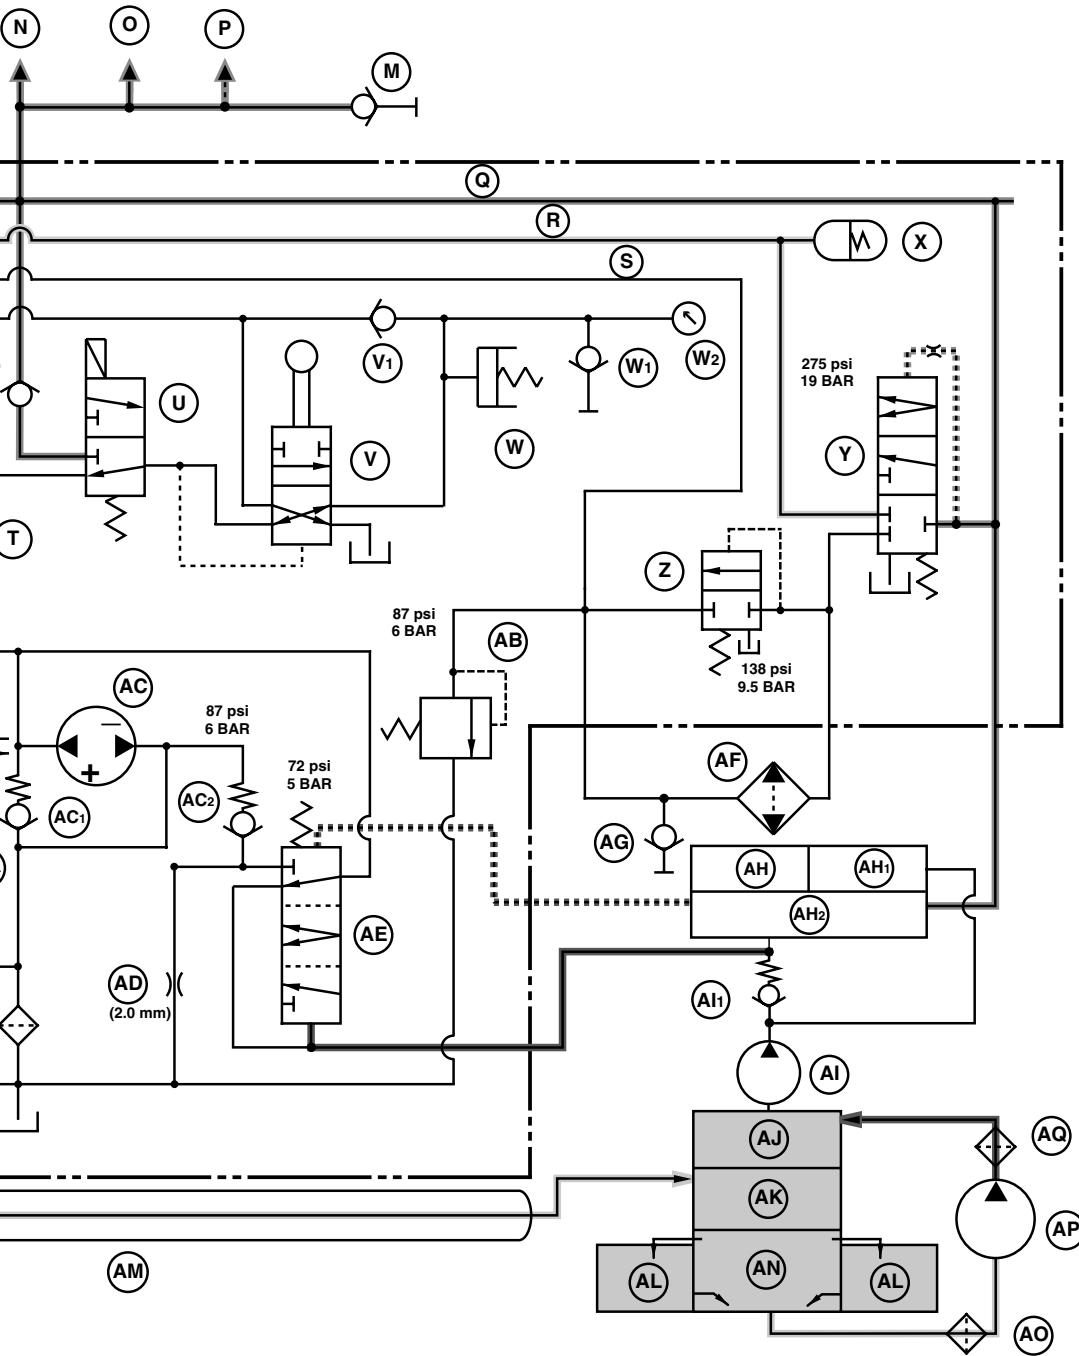 N
O
P
M
Q
R
S
X
V1
W1
W2
275 psi
19 BAR
U
V
W
Y
T
Z
87 psi
6 BAR
AB
138 psi
9.5 BAR
AC
87 psi
6 BAR
AF
72 psi
5 BAR
AC1
AC2
AG
AH
AH1
AH2
AE
AD
(2.0 mm)
AI1
AI
AJ
AQ
AK
AP
AM
AL
AN
AL
AO